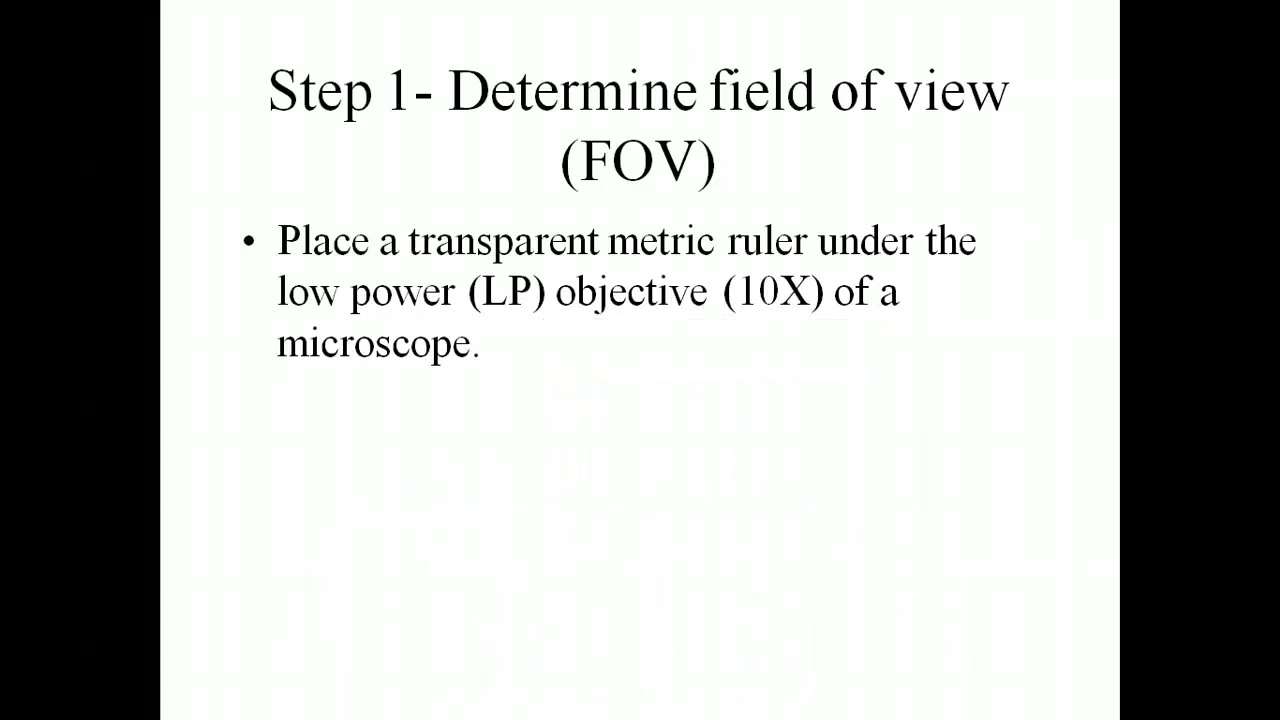 Step 1- Determine field of view
(FOV)
• Place a transparent metric ruler under the
low power (LP) objective (10X) of a
microscope.